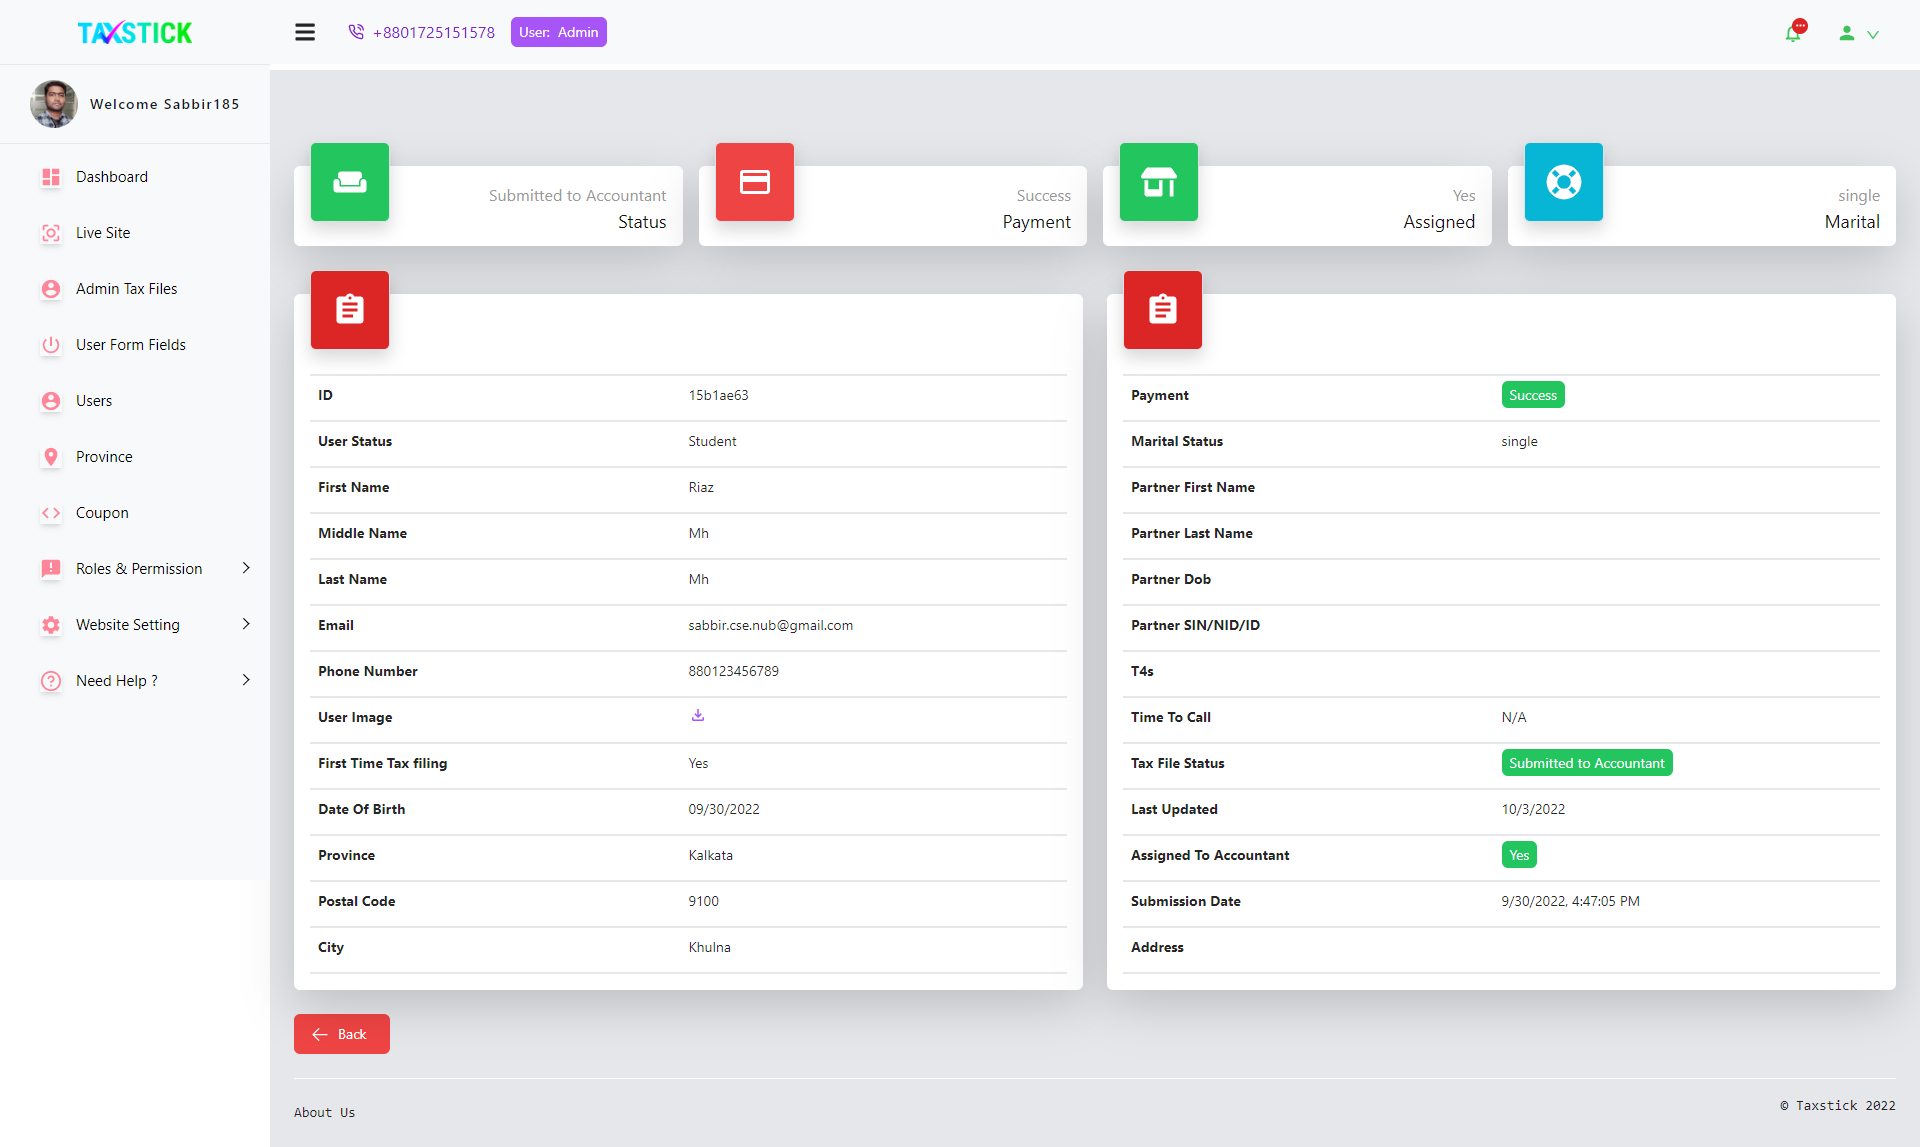 TAXSTICK
+8801725151578
User: Admin
Welcome Sabbir185
Dashboard
Live Site
Admin Tax Files
User Form Fields
Users
Province
Coupon
Roles & Permission
Website Setting
Need Help ?
Submitted to Accountant
Status
Success
Payment
Yes
Assigned
single
Marital
ID 15b1ae63
User Status Student
First Name Riaz
Middle Name Mh
Last Name Mh
Email sabbir.cse.nub@gmail.com
Phone Number 880123456789
User Image
First Time Tax filing Yes
Date Of Birth 09/30/2022
Province Kalkata
Postal Code 9100
City Khulna
Payment Success
Marital Status single
Partner First Name
Partner Last Name
Partner Dob
Partner SIN/NID/ID
T4s
Time To Call N/A
Tax File Status Submitted to Accountant
Last Updated 10/3/2022
Assigned To Accountant Yes
Submission Date 9/30/2022, 4:47:05 PM
Address
Back
About Us
© Taxstick 2022